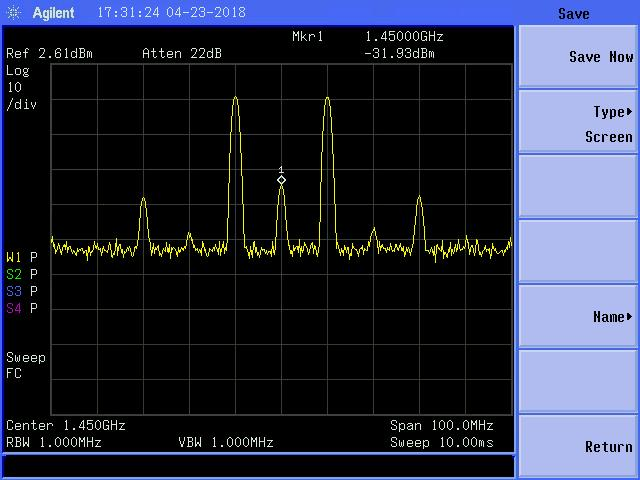 Agilent 17:31:24 04-23-2018 Save
Mkr1 1.45000GHz
Ref 2.61dBm Atten 22dB -31.93dBm
Log
10
/div
1
W1 P
S2 P
S3 P
S4 P
Sweep
FC
Center 1.450GHz Span 100.0MHz
RBW 1.000MHz VBW 1.000MHz Sweep 10.00ms
Save Now
Type▸
Screen
Name▸
Return